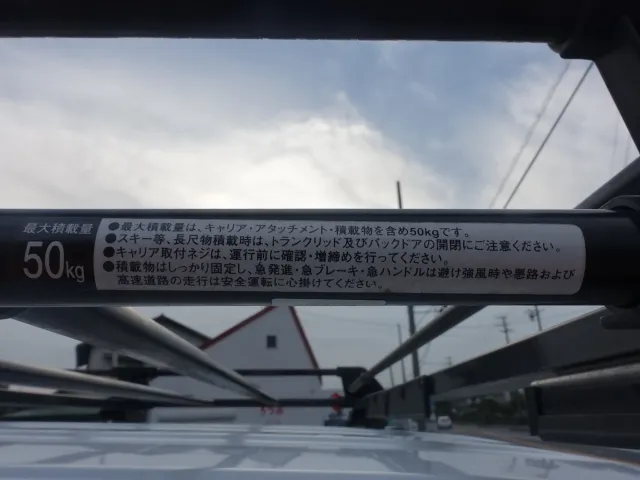 最大積載量
50kg
●最大積載量は、キャリア・アタッチメント・積載物を含め50kgです。
●スキー等、長尺物積載時は、トランクリッド及びバックドアの開閉にご注意ください。
●キャリア取付ネジは、運行前に確認・増締めを行ってください。
●積載物はしっかり固定し、急発進・急ブレーキ・急ハンドルは避け強風時や悪路および
高速道路の走行は安全運転に心掛けてください。